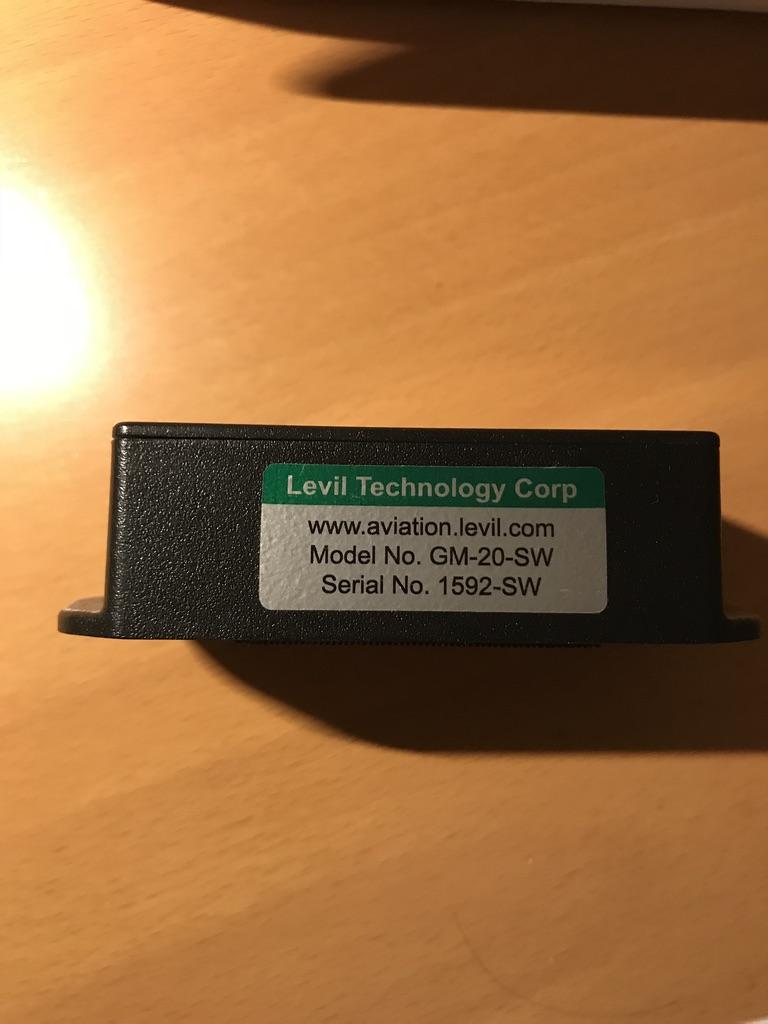 Levil Technology Corp
www.aviation.levil.com
Model No. GM-20-SW
Serial No. 1592-SW